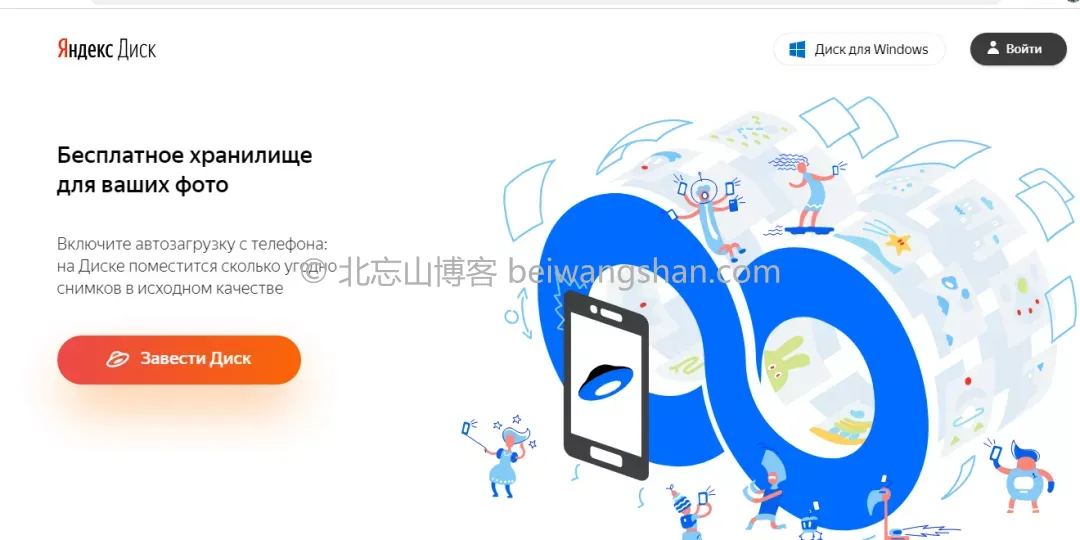 Яндекс Диск
Диск для Windows
Войти
Бесплатное хранилище
для ваших фото
Включите автозагрузку с телефона:
на Диске поместится сколько угодно
снимков в исходном качестве
© 北忘山博客 beiwangshan.com
Завести Диск